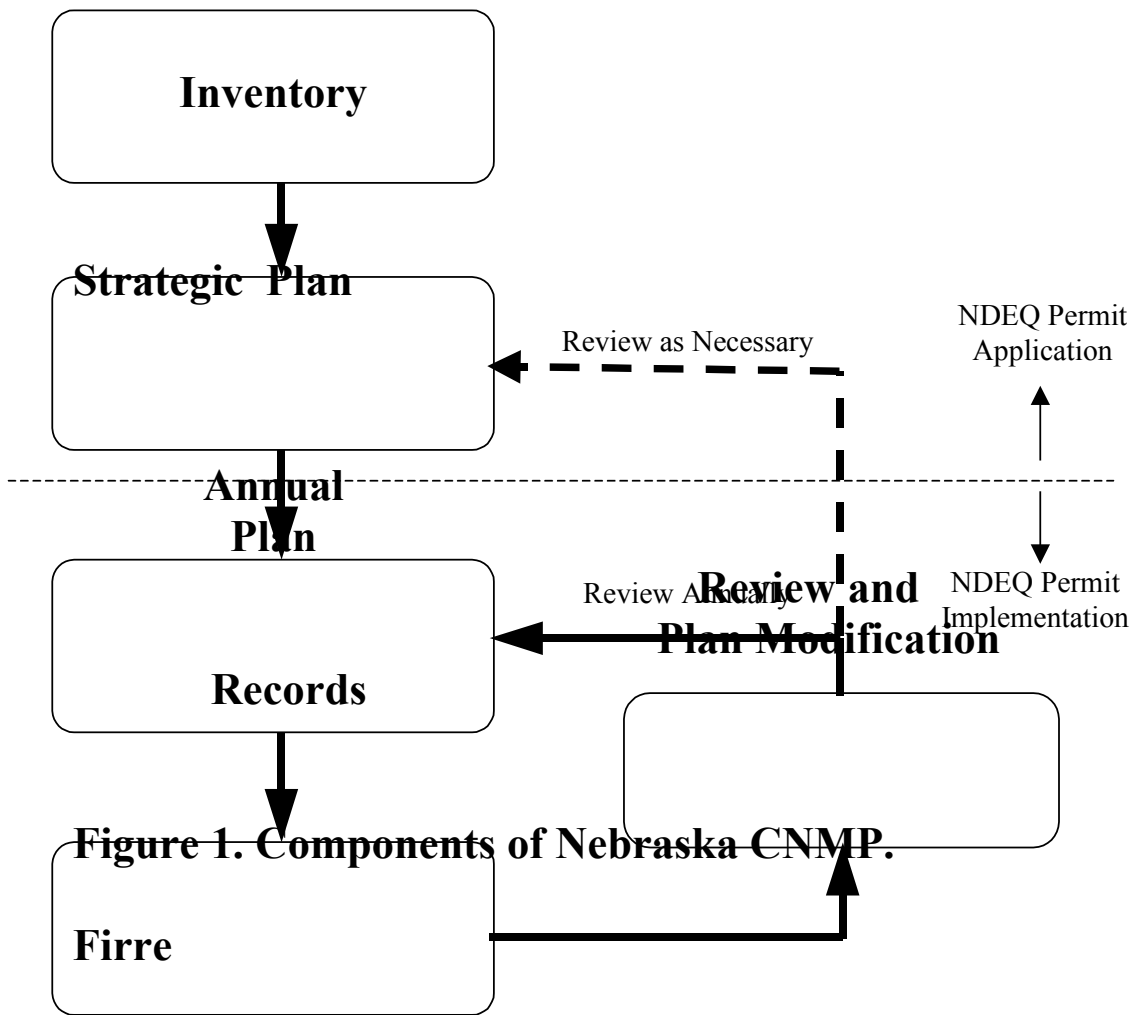 Inventory
Strategic Plan
Review as Necessary
NDEQ Permit
Application
Annual
Plan
Review Annually
Review and
Plan Modification
NDEQ Permit
Implementation
Records
Figure 1. Components of Nebraska CNMP.
Firre